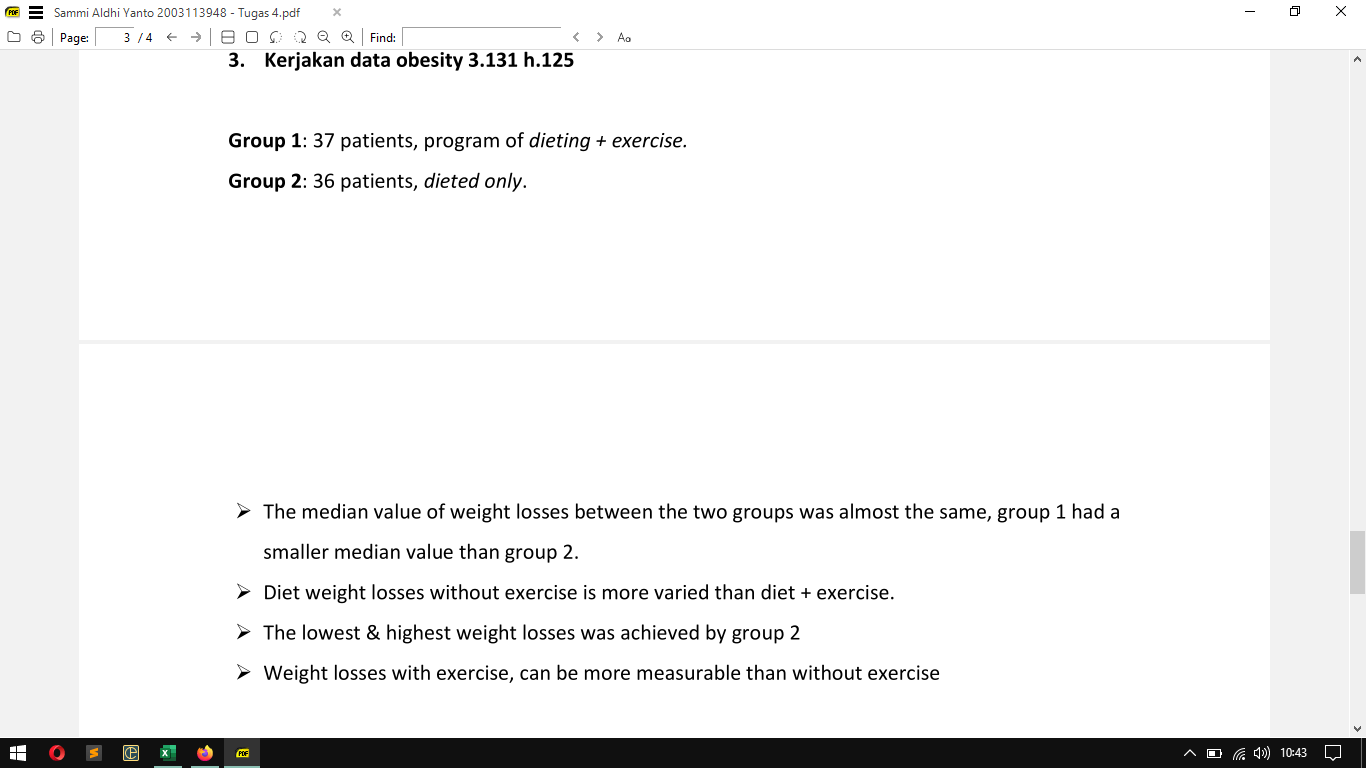 Sammi Aldhi Yanto 2003113948 - Tugas 4.pdf
Page: 3 / 4 Find:
3. Kerjakan data obesity 3.131 h.125
Group 1: 37 patients, program of dieting + exercise.
Group 2: 36 patients, dieted only.
➢ The median value of weight losses between the two groups was almost the same, group 1 had a
smaller median value than group 2.
➢ Diet weight losses without exercise is more varied than diet + exercise.
➢ The lowest & highest weight losses was achieved by group 2
➢ Weight losses with exercise, can be more measurable than without exercise
10:43